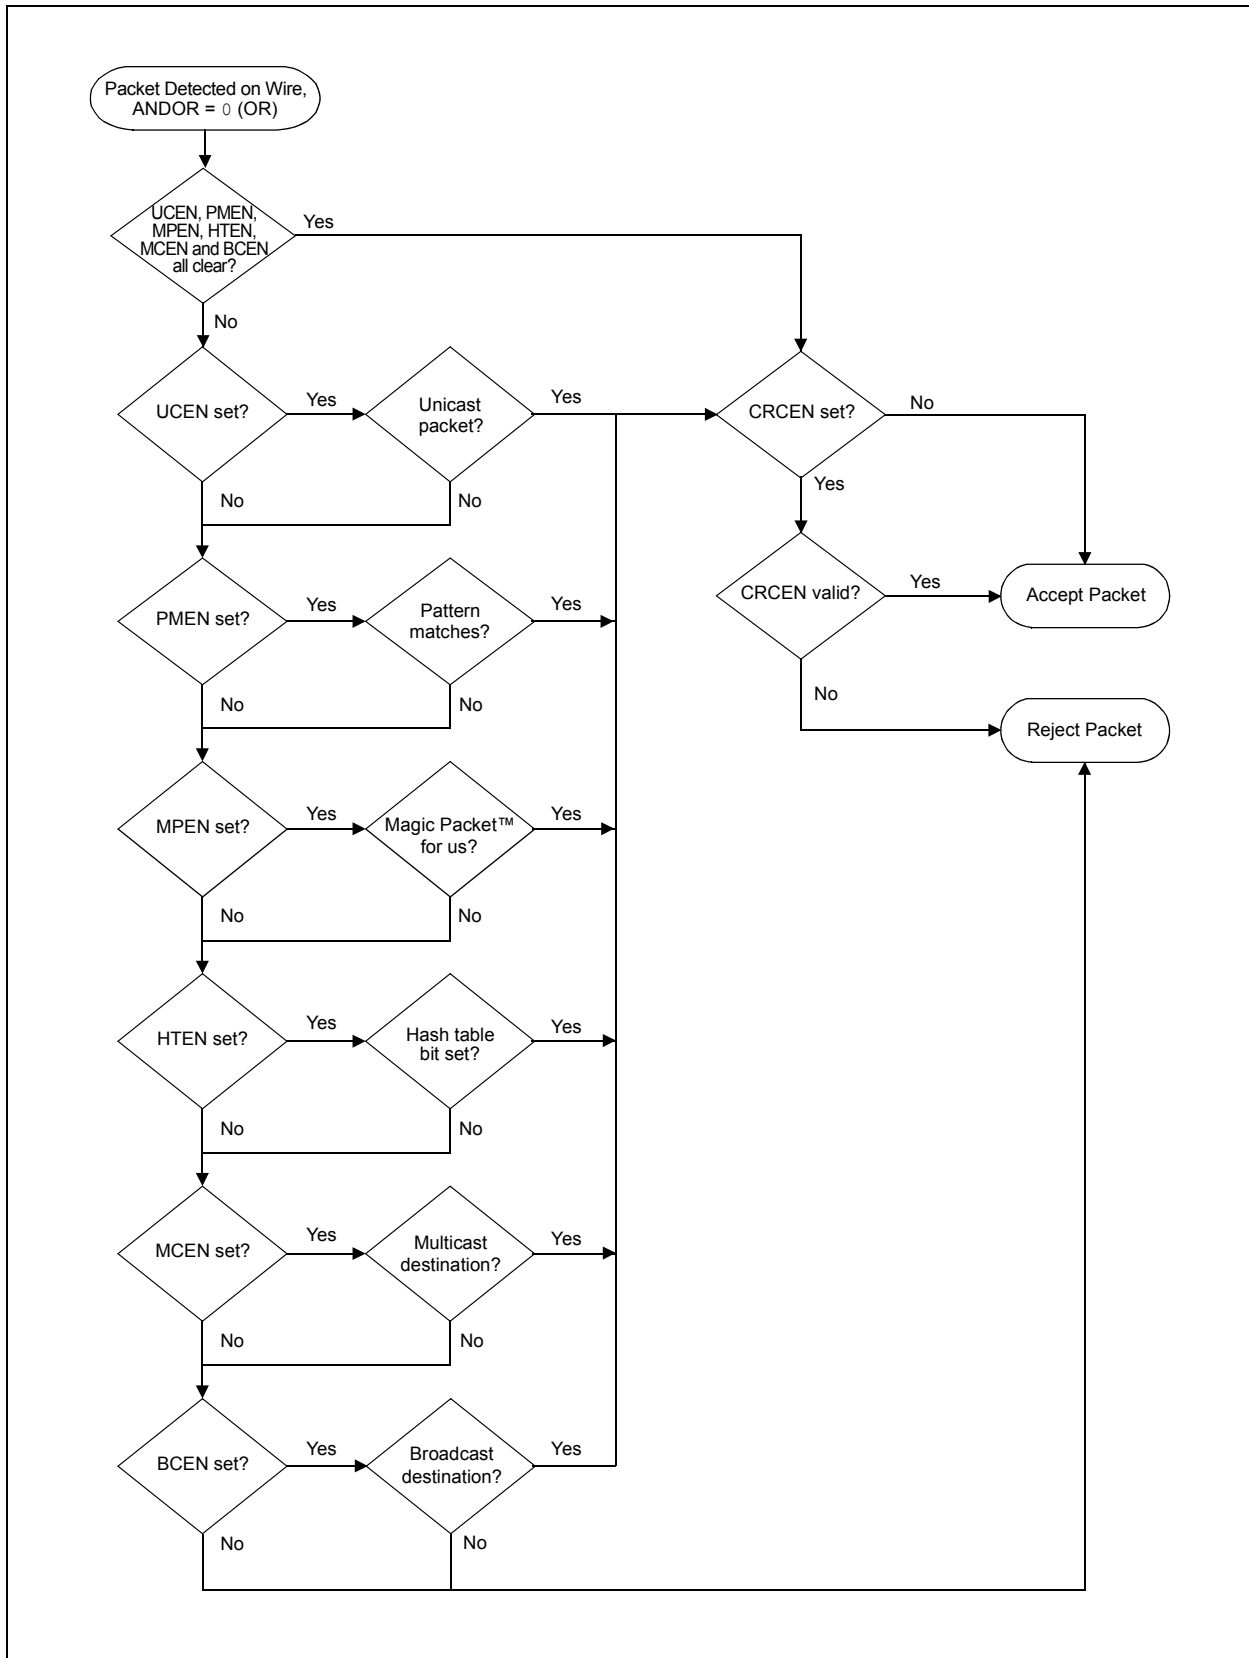 Packet Detected on Wire,
ANDOR = 0 (OR)
UCEN, PMEN,
MPEN, HTEN,
MCEN and BCEN
all clear?
Yes
No
UCEN set?
Yes
Unicast
packet?
Yes
CRCEN set?
No
No
No
Yes
PMEN set?
Yes
Pattern
matches?
Yes
CRCEN valid?
Yes
Accept Packet
No
No
No
Reject Packet
MPEN set?
Yes
Magic Packet™
for us?
Yes
No
No
HTEN set?
Yes
Hash table
bit set?
Yes
No
No
MCEN set?
Yes
Multicast
destination?
Yes
No
No
BCEN set?
Yes
Broadcast
destination?
Yes
No
No